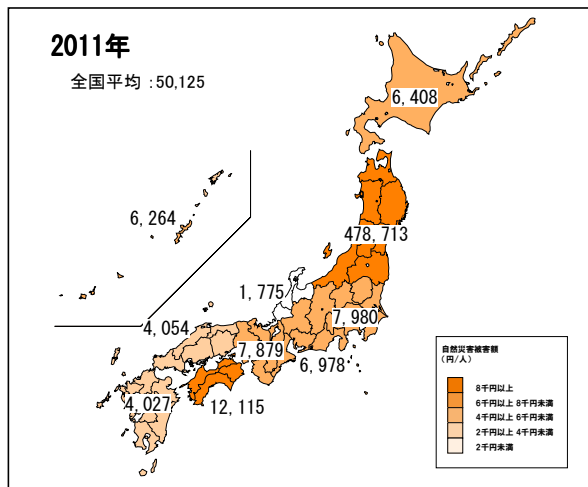 2011年
全国平均 :50,125
6,408
6,264
478,713
1,775
7,980
4,054
7,879
6,978
4,027
12,115
自然災害被害額
(円/人)
8千円以上
6千円以上 8千円未満
4千円以上 6千円未満
2千円以上 4千円未満
2千円未満